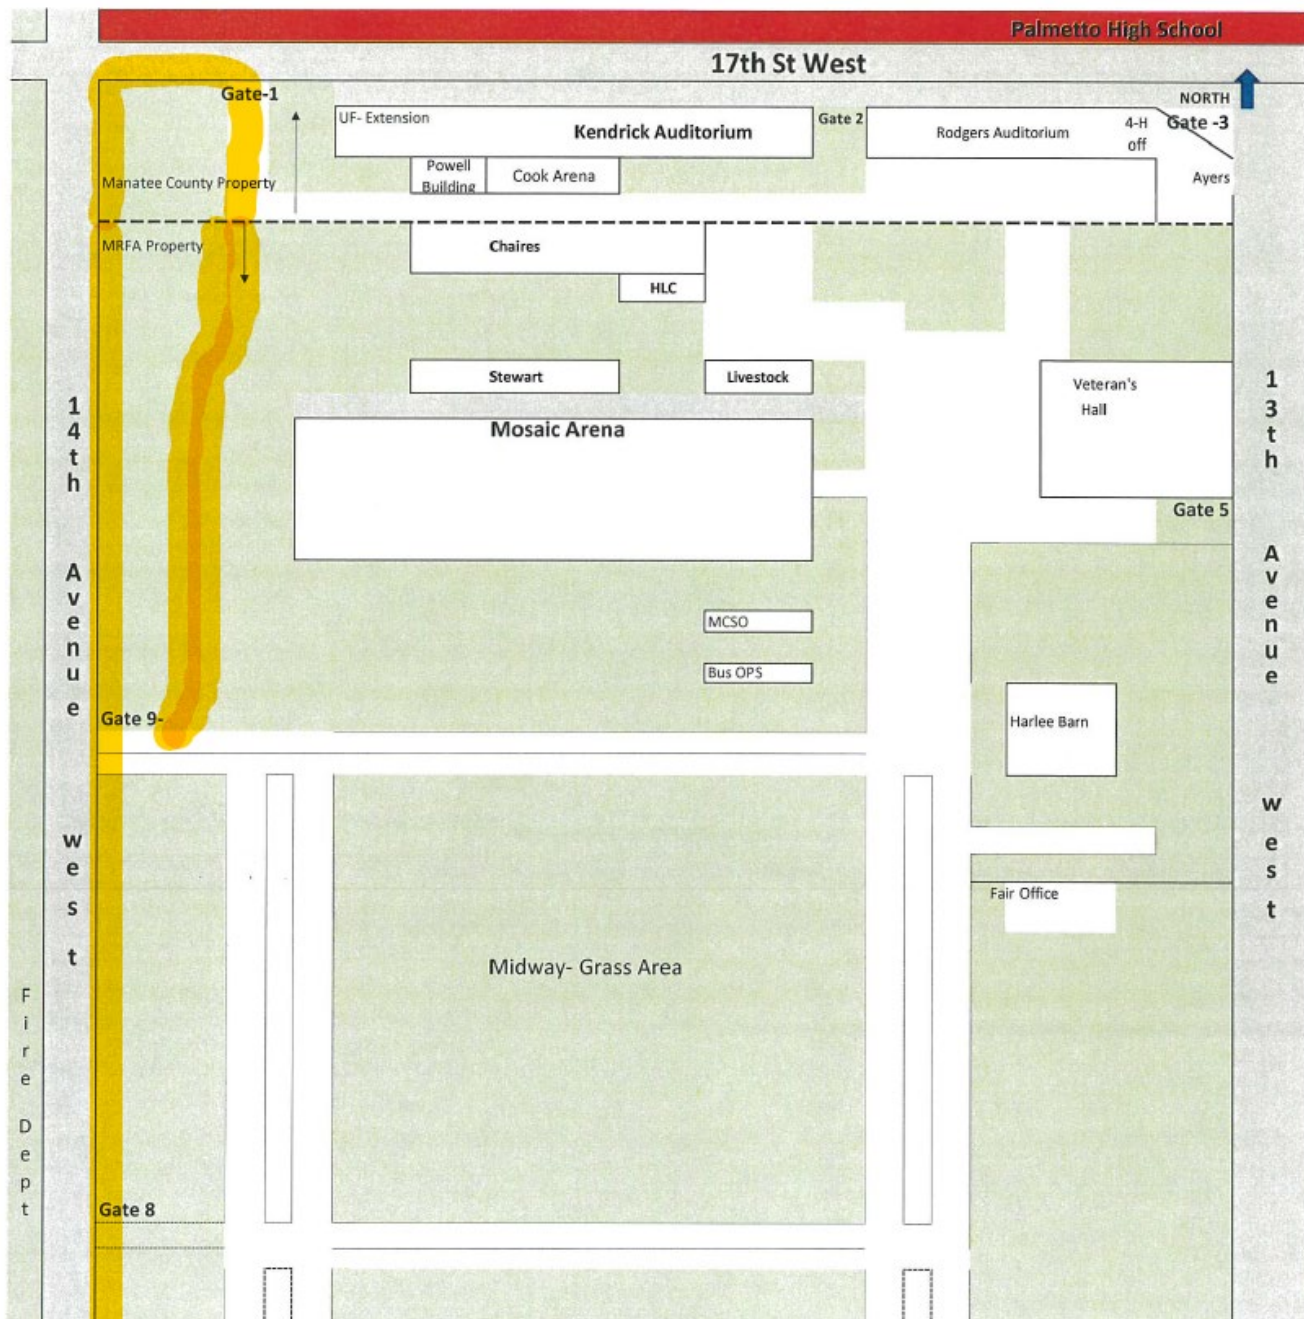 Palmetto High School
17th St West
Gate-1
NORTH
UF- Extension
Kendrick Auditorium
Gate 2
Rodgers Auditorium
4-H
off
Gate -3
Powell
Building
Cook Arena
Manatee County Property
Ayers
MRFA Property
Chaires
HLC
Stewart
Livestock
Veteran's
Hall
Mosaic Arena
14th Avenue west
13th Avenue west
Gate 5
MCSO
Bus OPS
Gate 9-
Harlee Barn
Fair Office
Midway- Grass Area
Fire Dept
Gate 8